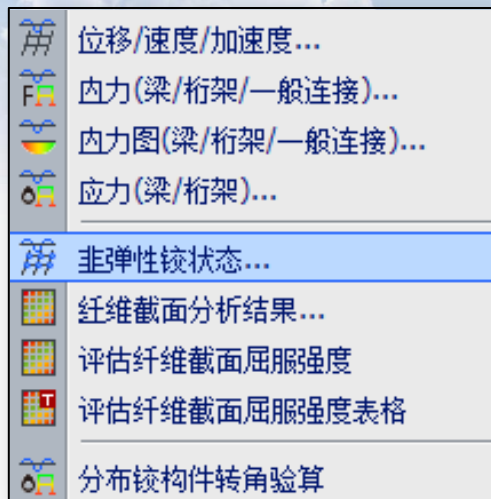 位移/速度/加速度...
内力(梁/桁架/一般连接)...
内力图(梁/桁架/一般连接)...
应力(梁/桁架)...
非弹性铰状态...
纤维截面分析结果...
评估纤维截面屈服强度
评估纤维截面屈服强度表格
分布铰构件转角验算